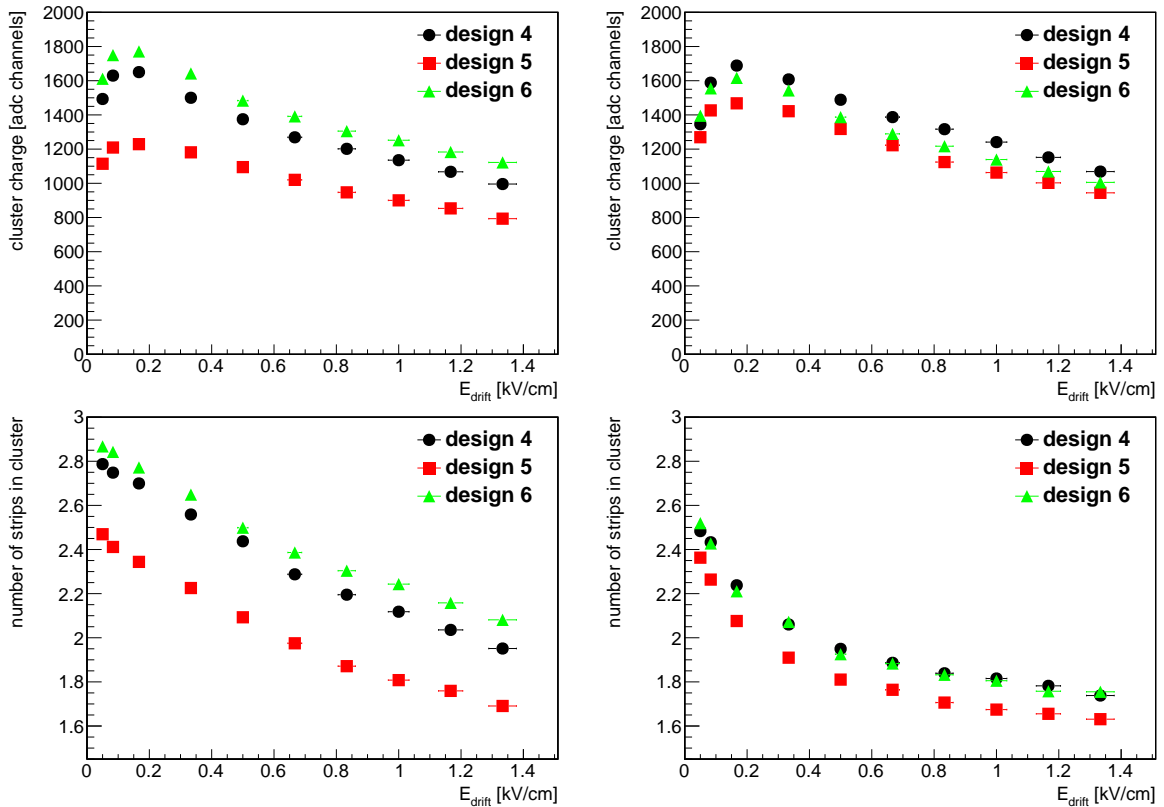 cluster charge [adc channels]
2000
1800
1600
1400
1200
1000
800
600
400
200
0
design 4
design 5
design 6
0 0.2 0.4 0.6 0.8 1 1.2 1.4
E_drift [kV/cm]
cluster charge [adc channels]
2000
1800
1600
1400
1200
1000
800
600
400
200
0
design 4
design 5
design 6
0 0.2 0.4 0.6 0.8 1 1.2 1.4
E_drift [kV/cm]
number of strips in cluster
3
2.8
2.6
2.4
2.2
2
1.8
1.6
design 4
design 5
design 6
0 0.2 0.4 0.6 0.8 1 1.2 1.4
E_drift [kV/cm]
number of strips in cluster
3
2.8
2.6
2.4
2.2
2
1.8
1.6
design 4
design 5
design 6
0 0.2 0.4 0.6 0.8 1 1.2 1.4
E_drift [kV/cm]